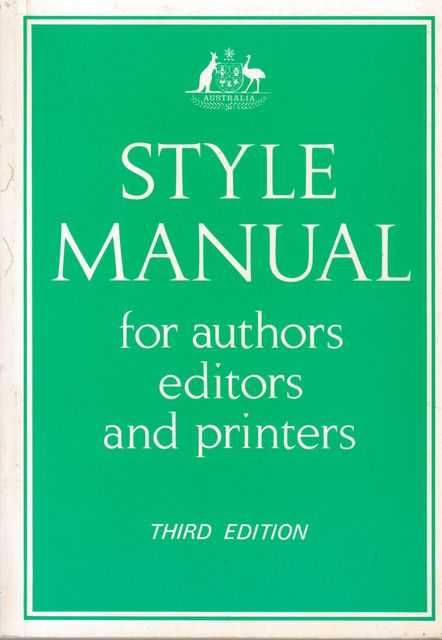 AUSTRALIA
STYLE
MANUAL
for authors
editors
and printers
THIRD EDITION